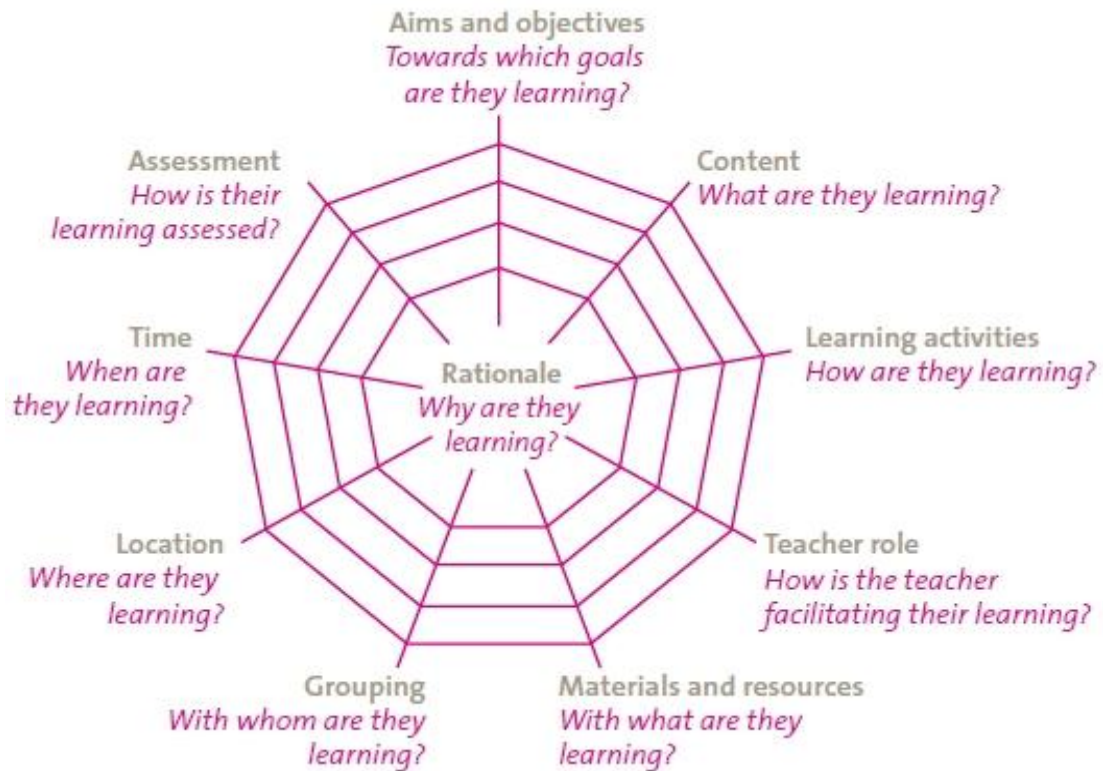 Aims and objectives
Towards which goals
are they learning?
Content
What are they learning?
Learning activities
How are they learning?
Teacher role
How is the teacher
facilitating their learning?
Materials and resources
With what are they
learning?
Grouping
With whom are they
learning?
Location
Where are they
learning?
Time
When are
they learning?
Assessment
How is their
learning assessed?
Rationale
Why are they
learning?